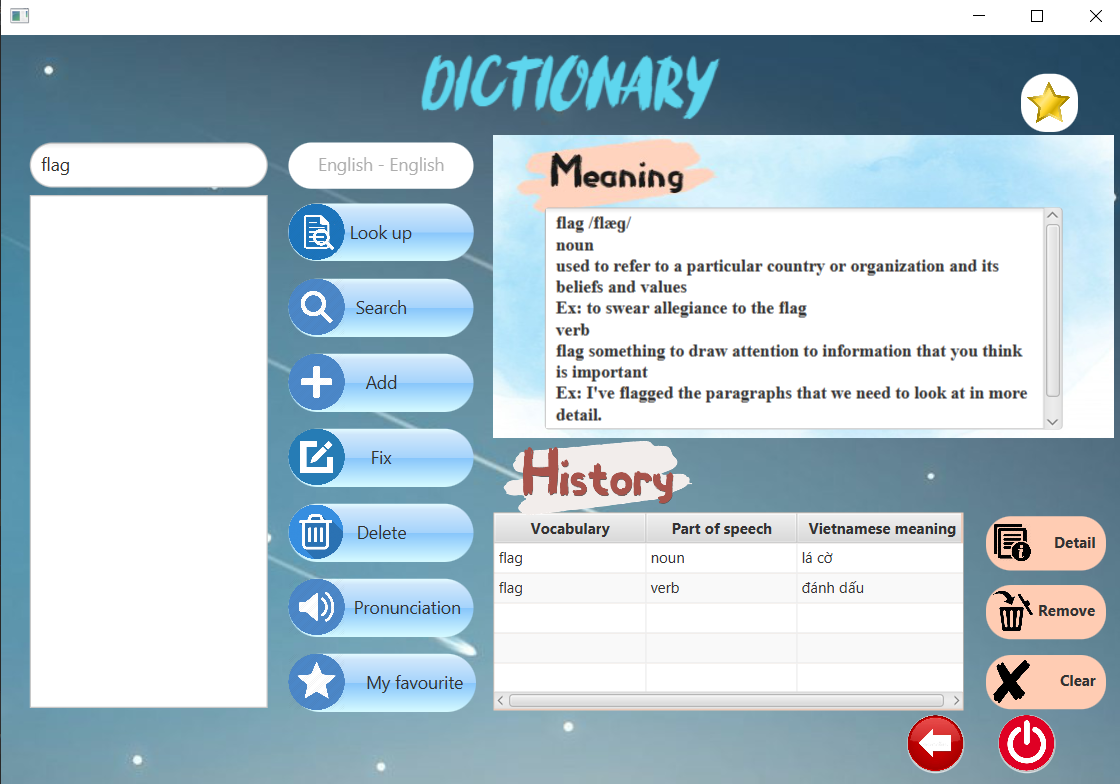 DICTIONARY
flag
English - English
Look up
Search
Add
Fix
Delete
Pronunciation
My favourite
Meaning
flag /flæg/
noun
used to refer to a particular country or organization and its
beliefs and values
Ex: to swear allegiance to the flag
verb
flag something to draw attention to information that you think
is important
Ex: I've flagged the paragraphs that we need to look at in more
detail.
History
Vocabulary Part of speech Vietnamese meaning
flag noun lá cờ
flag verb đánh dấu
Detail
Remove
Clear